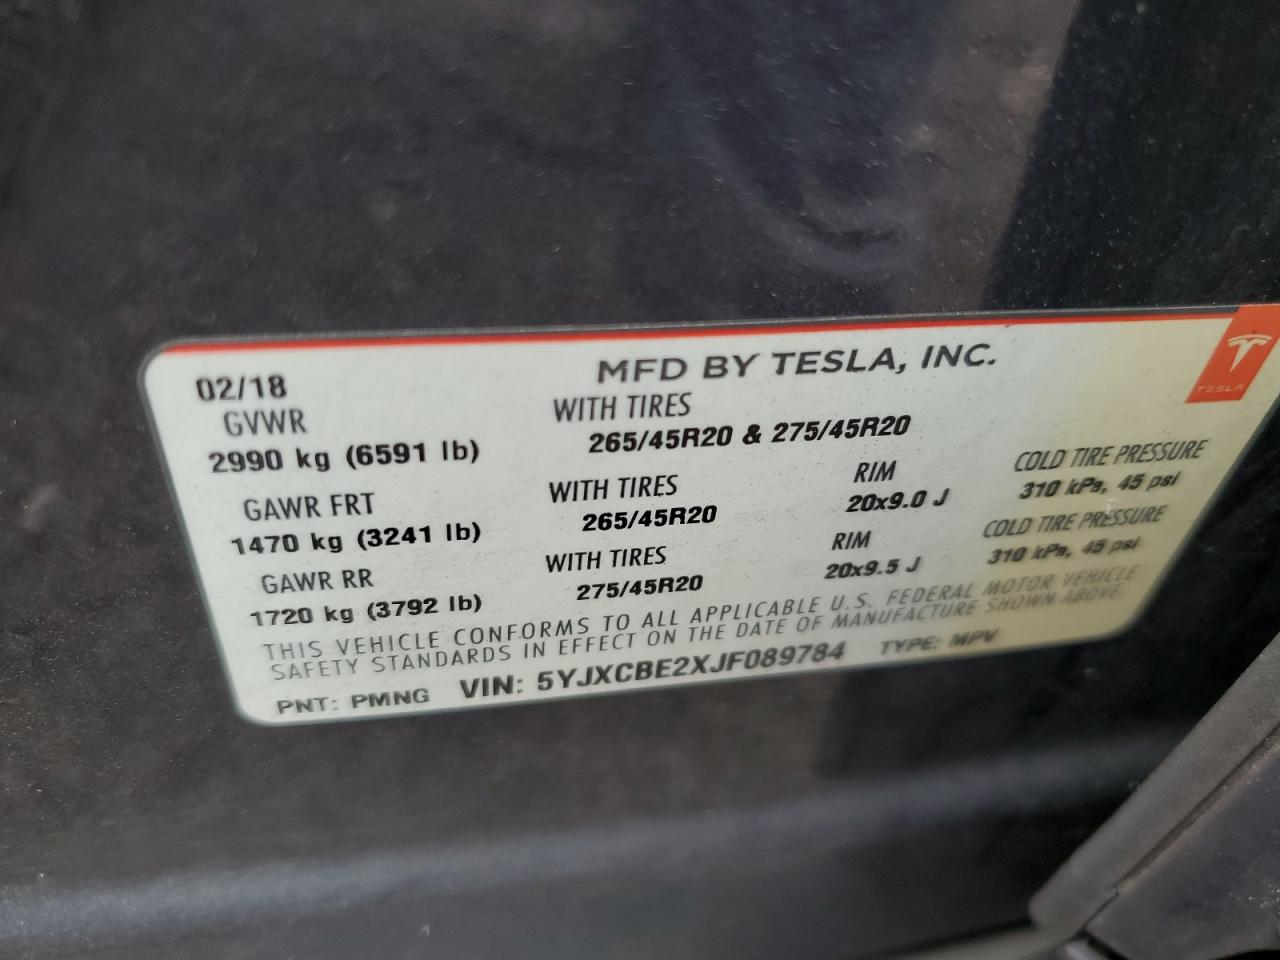 MFD BY TESLA, INC.
TESLA
02/18
GVWR WITH TIRES
2990 kg (6591 lb) 265/45R20 & 275/45R20
GAWR FRT WITH TIRES RIM COLD TIRE PRESSURE
1470 kg (3241 lb) 265/45R20 20x9.0 J 310 kPa, 45 psi
GAWR RR WITH TIRES RIM COLD TIRE PRESSURE
1720 kg (3792 lb) 275/45R20 20x9.5 J 310 kPa, 45 psi
THIS VEHICLE CONFORMS TO ALL APPLICABLE U.S. FEDERAL MOTOR VEHICLE
SAFETY STANDARDS IN EFFECT ON THE DATE OF MANUFACTURE SHOWN ABOVE.
PNT: PMNG VIN: 5YJXCBE2XJF089784 TYPE: MPV